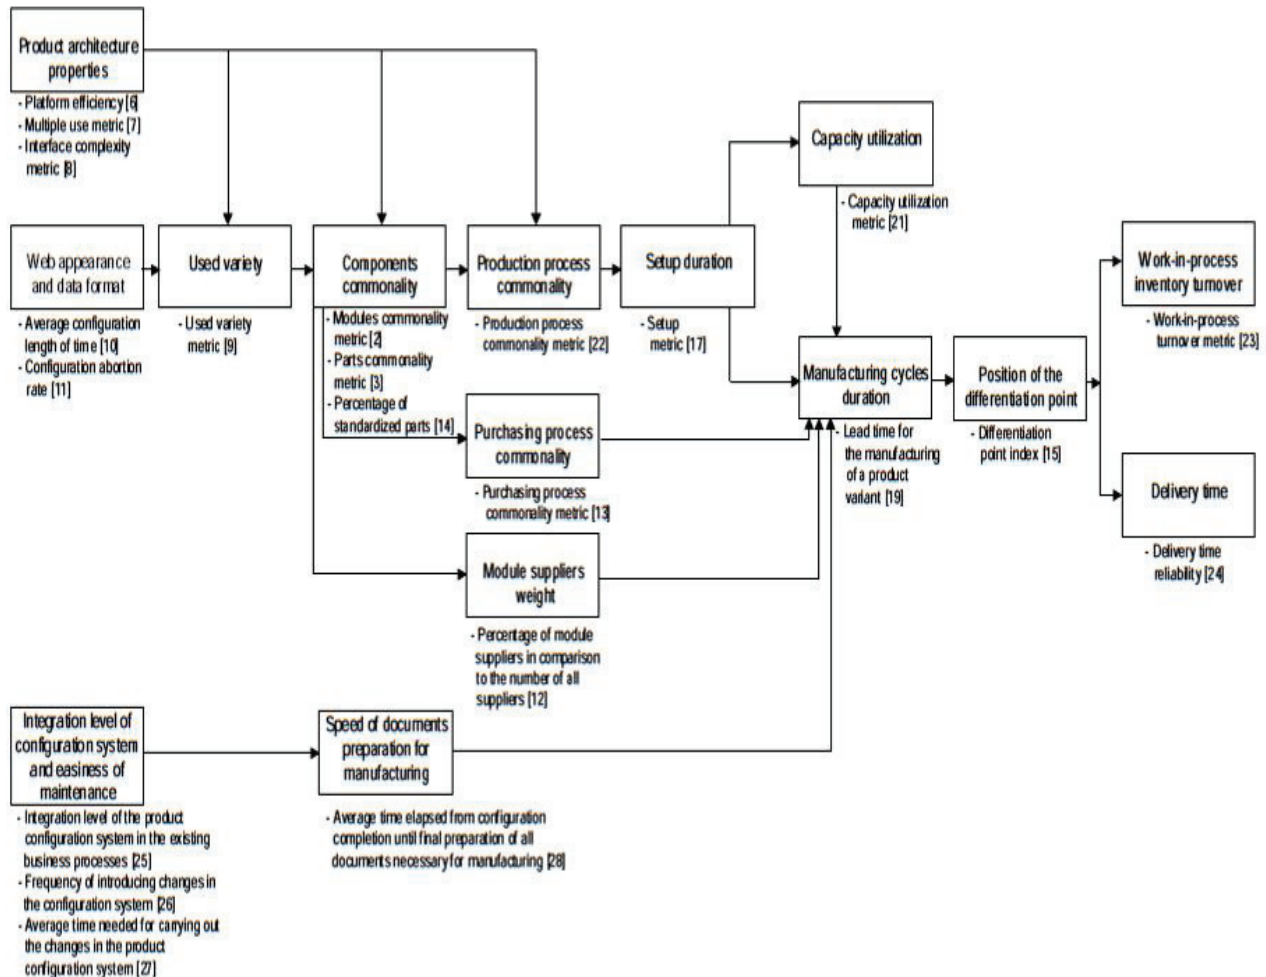 Product architecture
properties
- Platform efficiency [6]
- Multiple use metric [7]
- Interface complexity
metric [8]
Capacity utilization
- Capacity utilization
metric [21]
Web appearance
and data format
- Average configuration
length of time [10]
- Configuration abortion
rate [11]
Used variety
- Used variety
metric [9]
Components
commonality
- Modules commonality
metric [2]
- Parts commonality
metric [3]
- Percentage of
standardized parts [14]
Production process
commonality
- Production process
commonality metric [22]
Setup duration
- Setup
metric [17]
Work-in-process
inventory turnover
- Work-in-process
turnover metric [23]
Manufacturing cycles
duration
- Lead time for
the manufacturing
of a product
variant [19]
Position of the
differentiation point
- Differentiation
point index [15]
Purchasing process
commonality
- Purchasing process
commonality metric [13]
Delivery time
- Delivery time
reliability [24]
Module suppliers
weight
- Percentage of module
suppliers in comparison
to the number of all
suppliers [12]
Integration level of
configuration system
and easiness of
maintenance
- Integration level of the product
configuration system in the existing
business processes [25]
- Frequency of introducing changes in
the configuration system [26]
- Average time needed for carrying out
the changes in the product
configuration system [27]
Speed of documents
preparation for
manufacturing
- Average time elapsed from configuration
completion until final preparation of all
documents necessary for manufacturing [28]